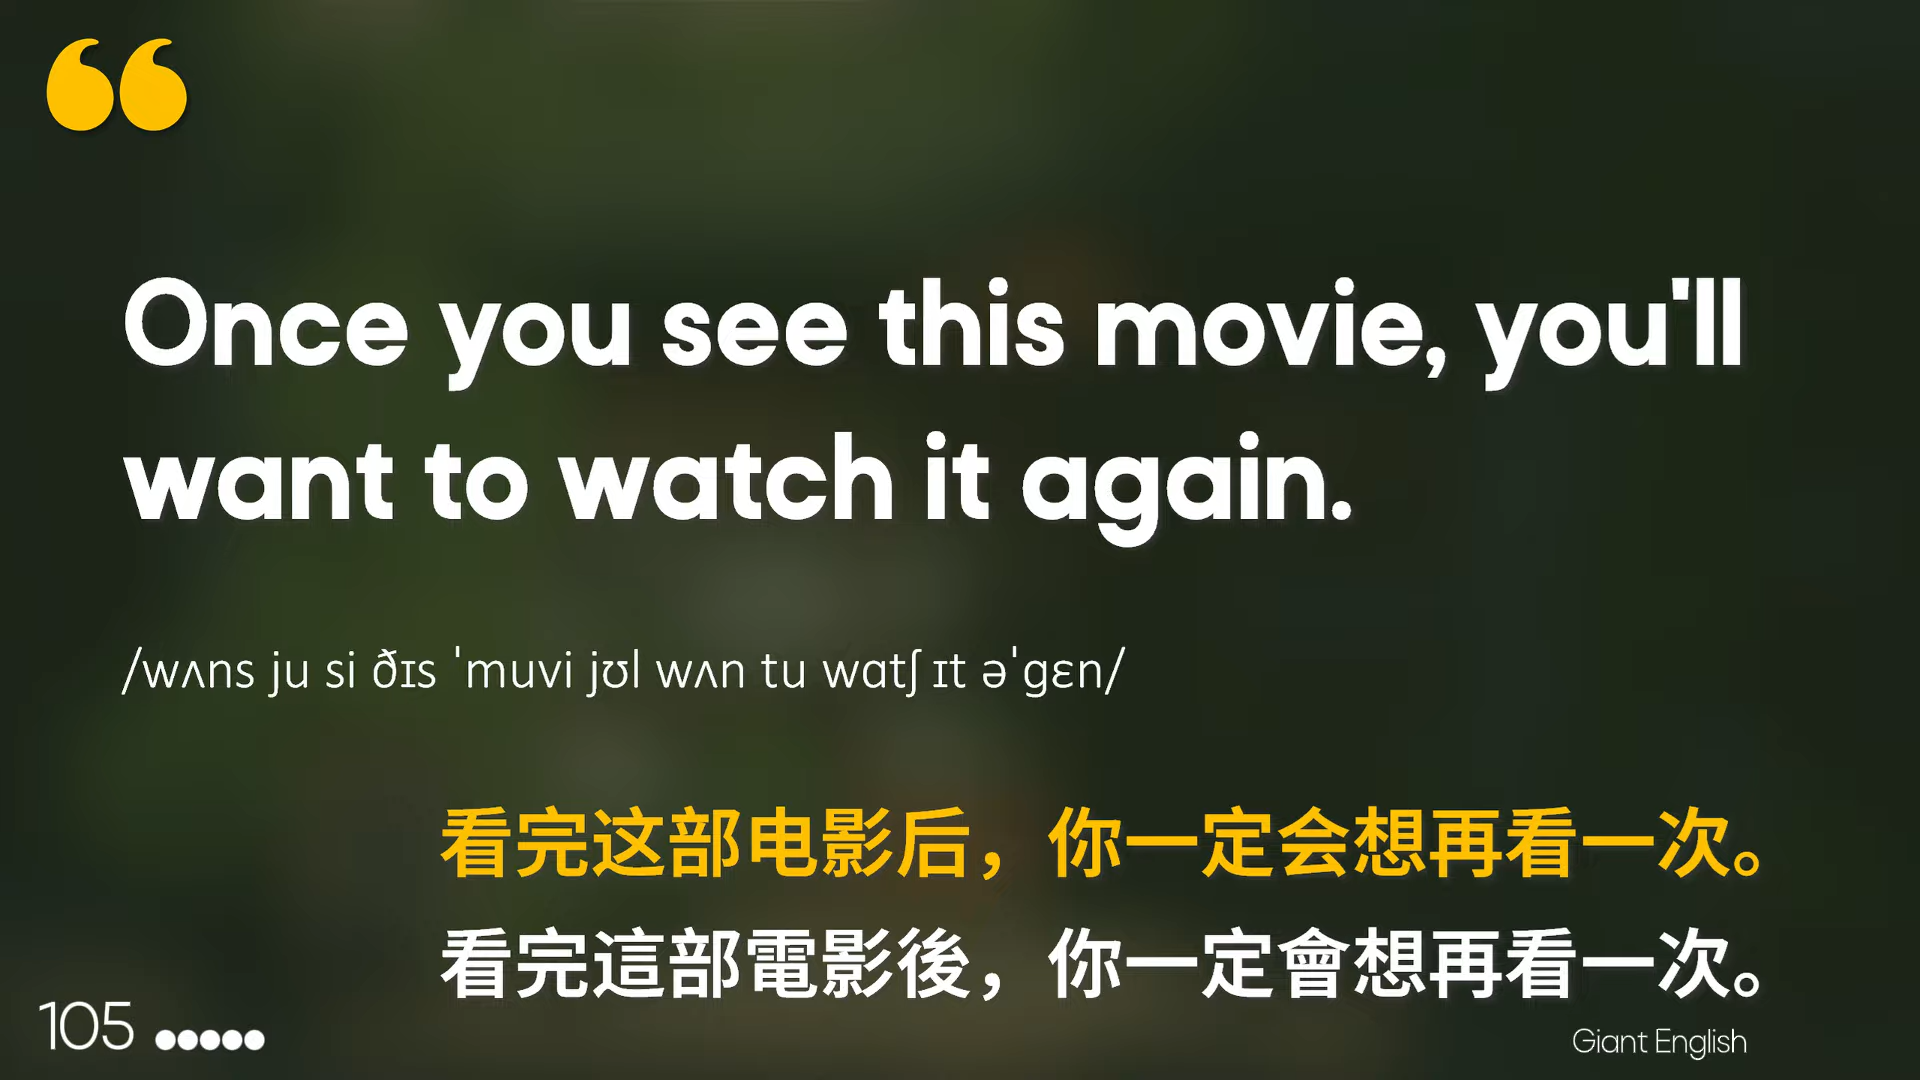 “
Once you see this movie, you'll
want to watch it again.
/wʌns ju si ðɪs ˈmuvi jʊl wʌn tu wɑtʃ ɪt əˈɡɛn/
看完这部电影后，你一定会想再看一次。
看完這部電影後，你一定會想再看一次。
105 ●●●●●
Giant English